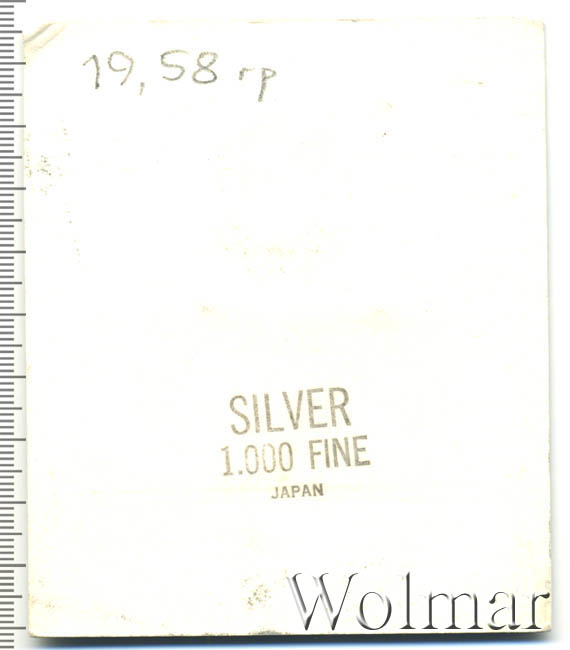 19,58 гр
SILVER
1.000 FINE
JAPAN
Wolmar